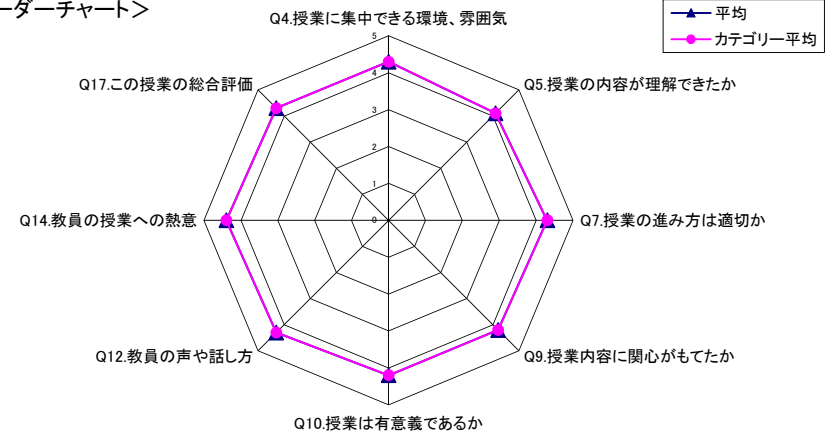 ーダーチャート＞
平均
カテゴリー平均
Q4.授業に集中できる環境、雰囲気
Q5.授業の内容が理解できたか
Q7.授業の進み方は適切か
Q9.授業内容に関心がもてたか
Q10.授業は有意義であるか
Q12.教員の声や話し方
Q14.教員の授業への熱意
Q17.この授業の総合評価
5
4
3
2
1
0